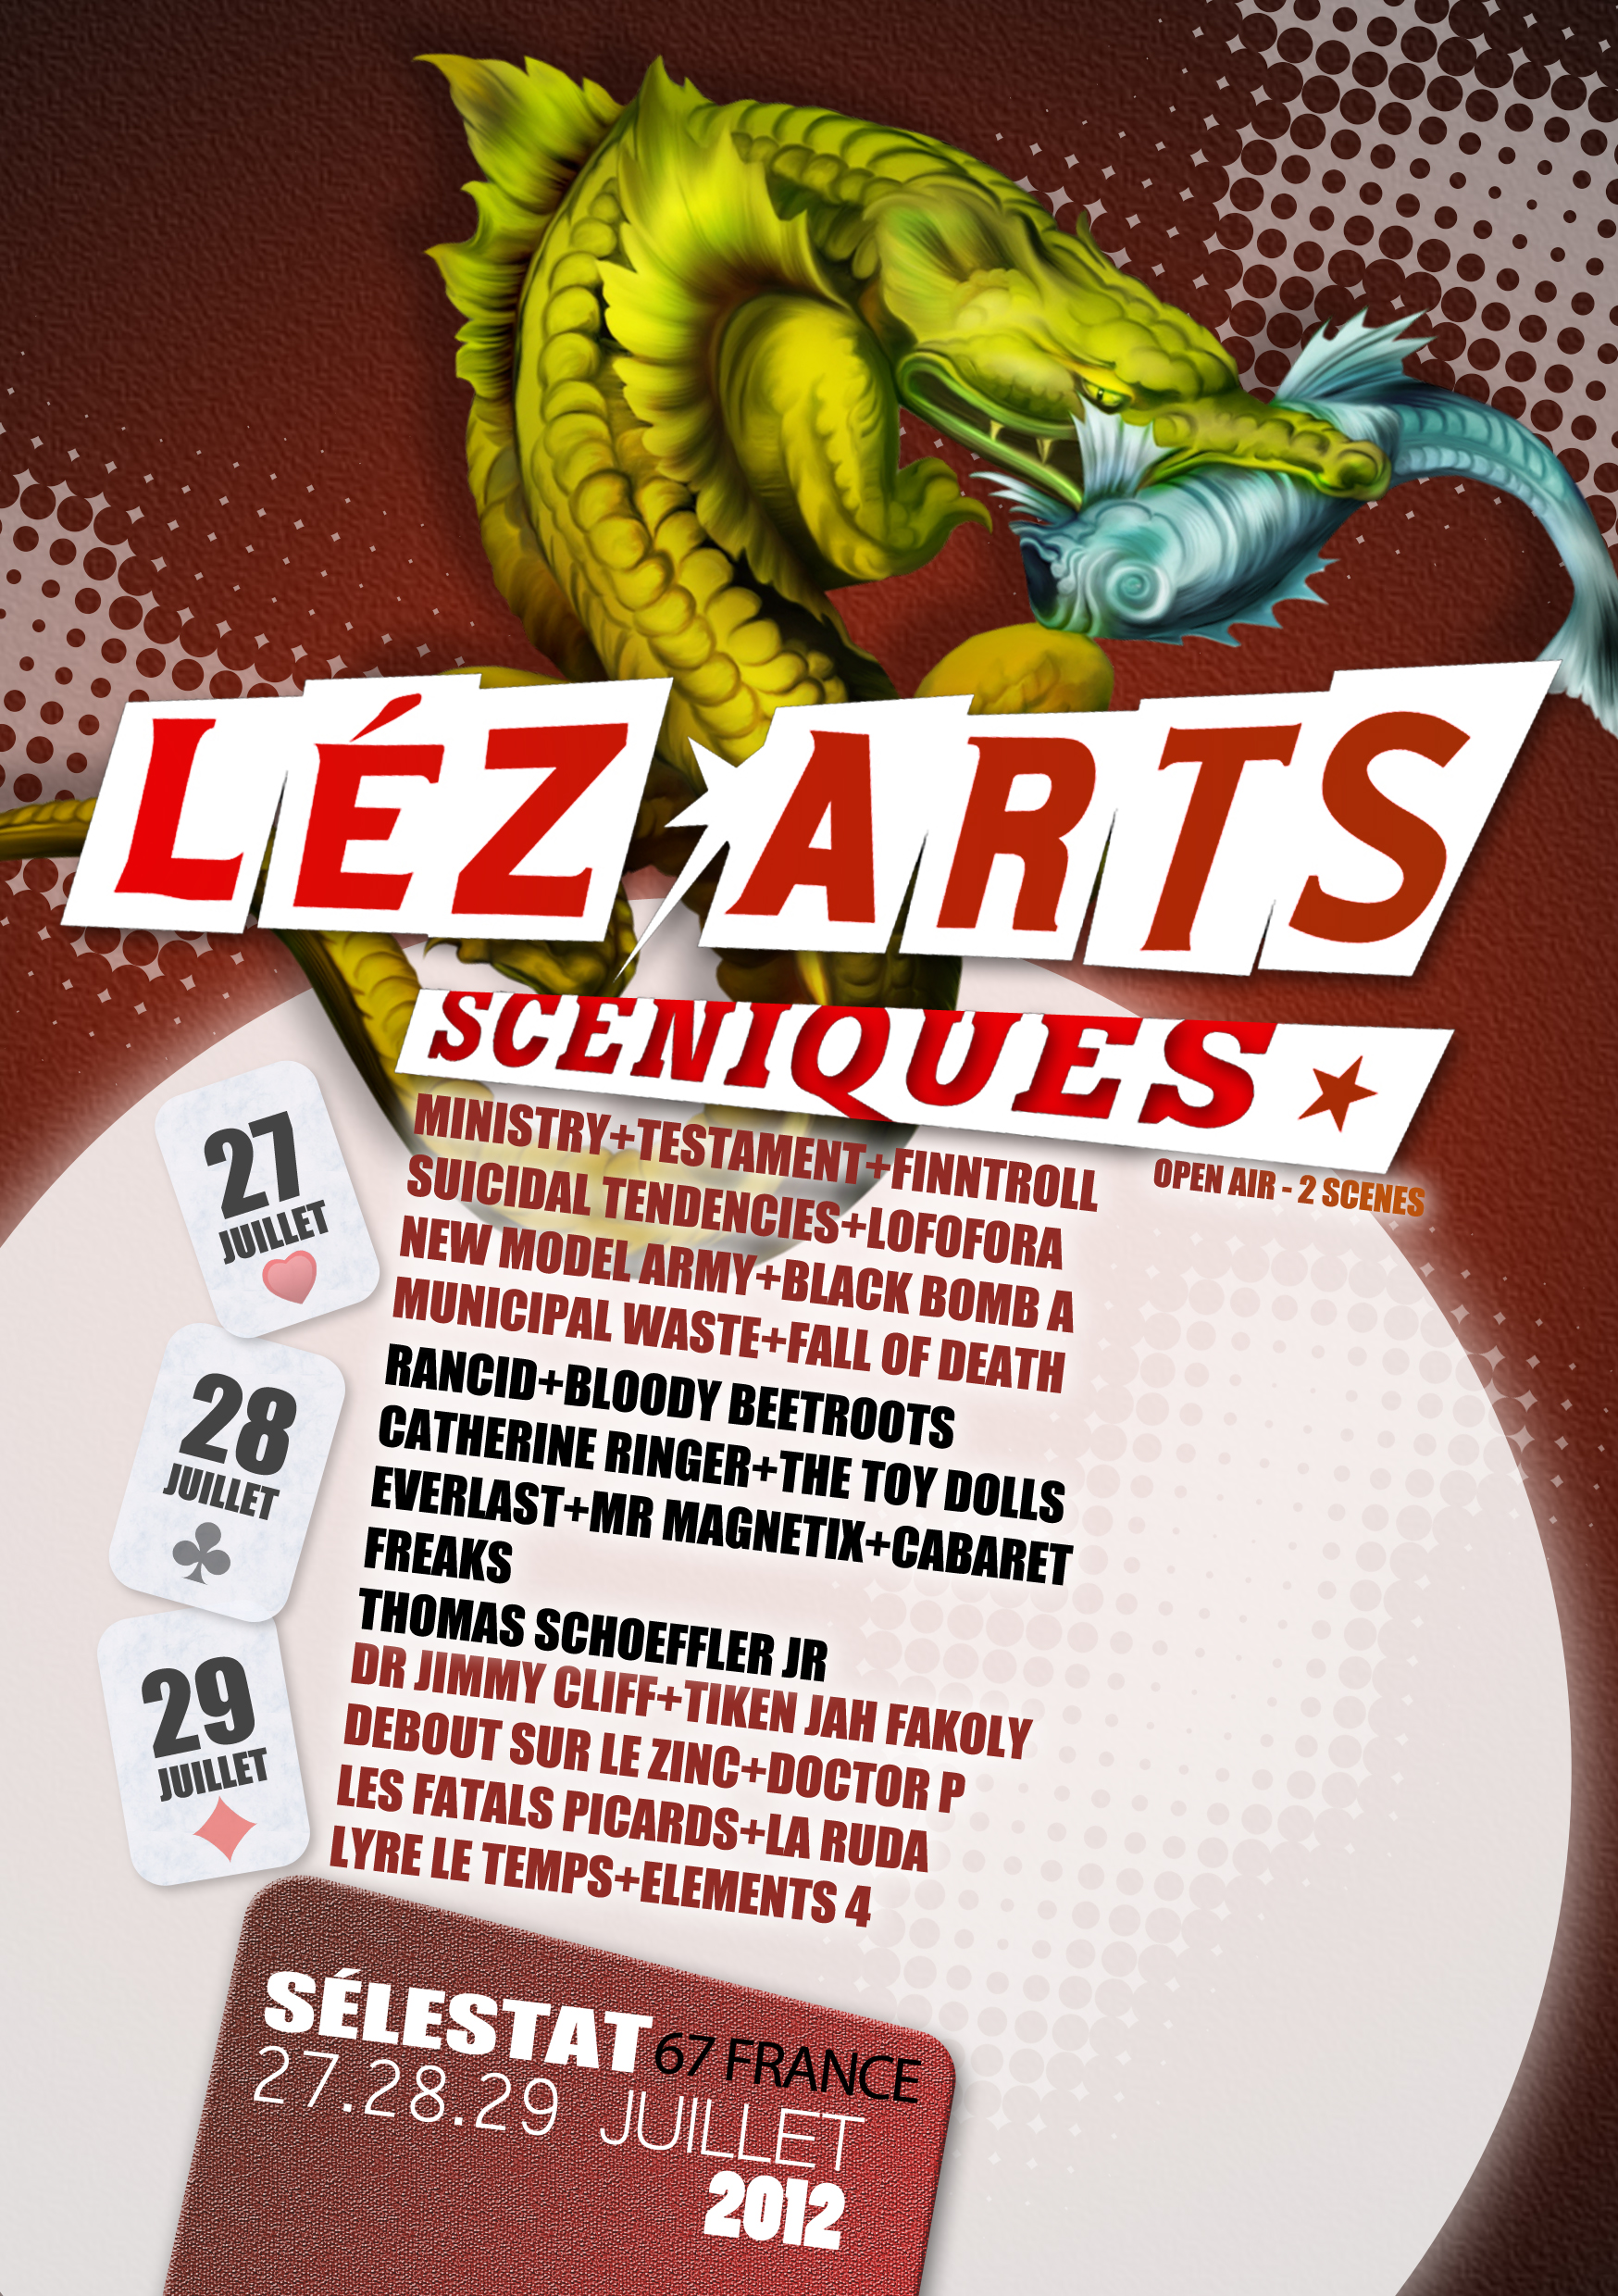 LÉZ'ARTS
SCENIQUES
OPEN AIR - 2 SCENES
27
JUILLET
MINISTRY+TESTAMENT+FINNTROLL
SUICIDAL TENDENCIES+LOFOFORA
NEW MODEL ARMY+BLACK BOMB A
MUNICIPAL WASTE+FALL OF DEATH
28
JUILLET
RANCID+BLOODY BEETROOTS
CATHERINE RINGER+THE TOY DOLLS
EVERLAST+MR MAGNETIX+CABARET
FREAKS
THOMAS SCHOEFFLER JR
29
JUILLET
DR JIMMY CLIFF+TIKEN JAH FAKOLY
DEBOUT SUR LE ZINC+DOCTOR P
LES FATALS PICARDS+LA RUDA
LYRE LE TEMPS+ELEMENTS 4
SÉLESTAT 67 FRANCE
27.28.29 JUILLET
2012